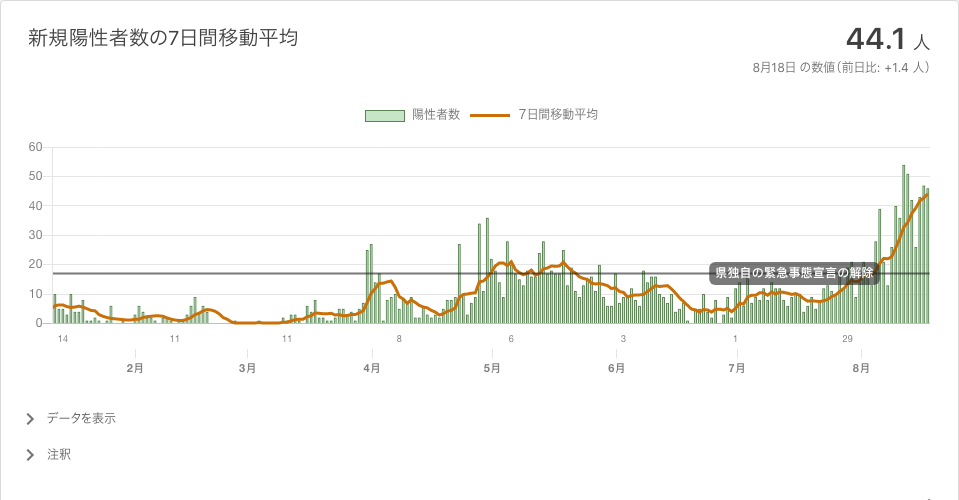 新規陽性者数の7日間移動平均
44.1 人
8月18日 の数値（前日比: +1.4 人）
陽性者数 7日間移動平均
60
50
40
30
20
県独自の緊急事態宣言の解除
10
0
14 11 11 8 6 3 1 29
2月 3月 4月 5月 6月 7月 8月
データを表示
注釈